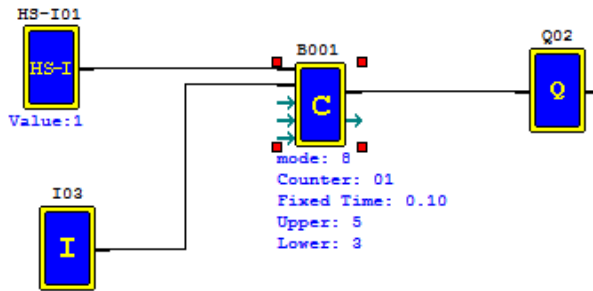 HS-I01
HS-I
Value:1
B001
C
mode: 8
Counter: 01
Fixed Time: 0.10
Upper: 5
Lower: 3
Q02
Q
I03
I